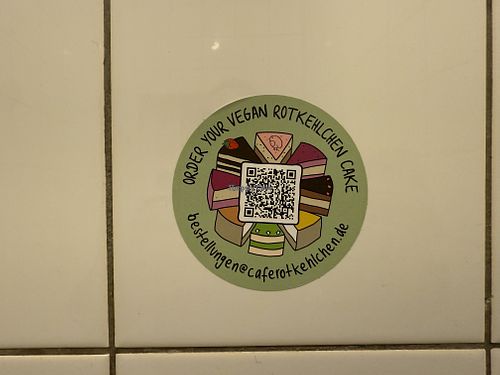 ORDER YOUR VEGAN ROTKEHLCHEN CAKE
bestellungen@caferotkehlchen.de